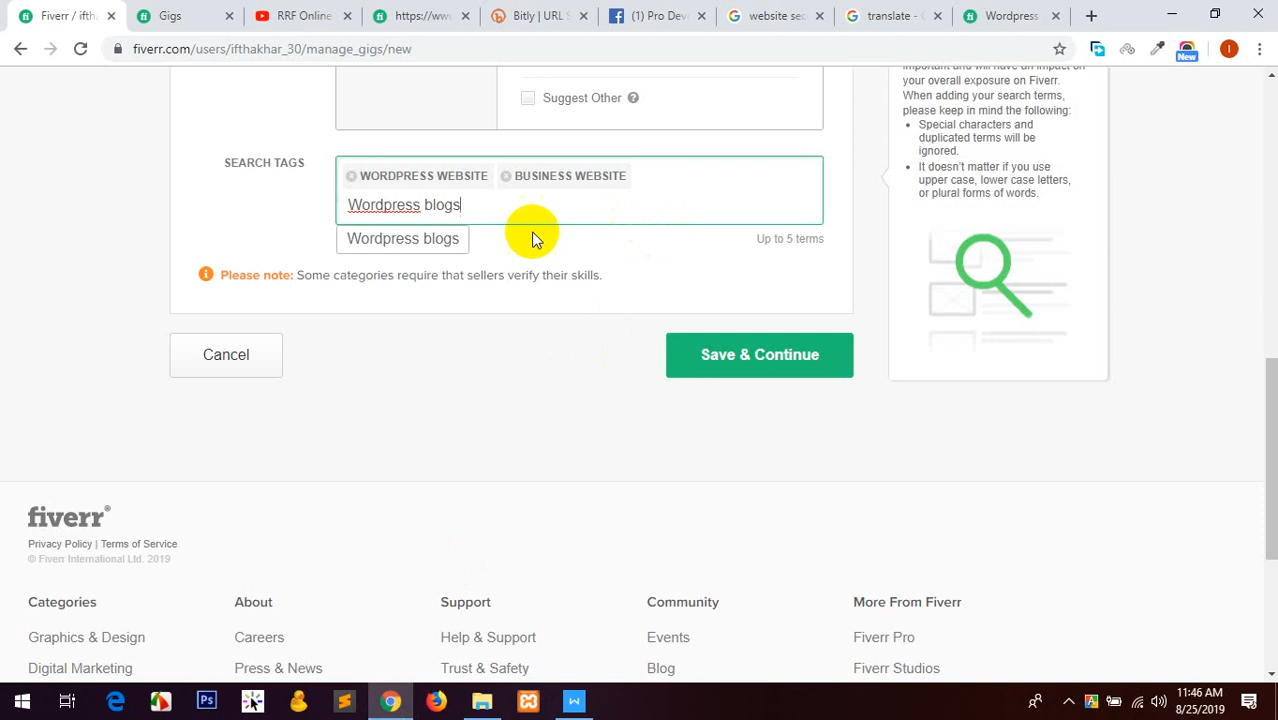 Fiverr / ifth
Gigs
RRF Online
https://ww
Bitly | URL S
(1) Pro Dev
website sec
translate - G
Wordpress
fiverr.com/users/ifthakhar_30/manage_gigs/new
New
I
Suggest Other
SEARCH TAGS
WORDPRESS WEBSITE
BUSINESS WEBSITE
Wordpress blogs
Wordpress blogs
Up to 5 terms
Please note: Some categories require that sellers verify their skills.
Cancel
Save & Continue
important and will have an impact on
your overall exposure on Fiverr.
When adding your search terms,
please keep in mind the following:
Special characters and
duplicated terms will be
ignored.
It doesn't matter if you use
upper case, lower case letters,
or plural forms of words.
fiverr®
Privacy Policy | Terms of Service
© Fiverr International Ltd. 2019
Categories
Graphics & Design
Digital Marketing
About
Careers
Press & News
Support
Help & Support
Trust & Safety
Community
Events
Blog
More From Fiverr
Fiverr Pro
Fiverr Studios
11:46 AM
8/25/2019